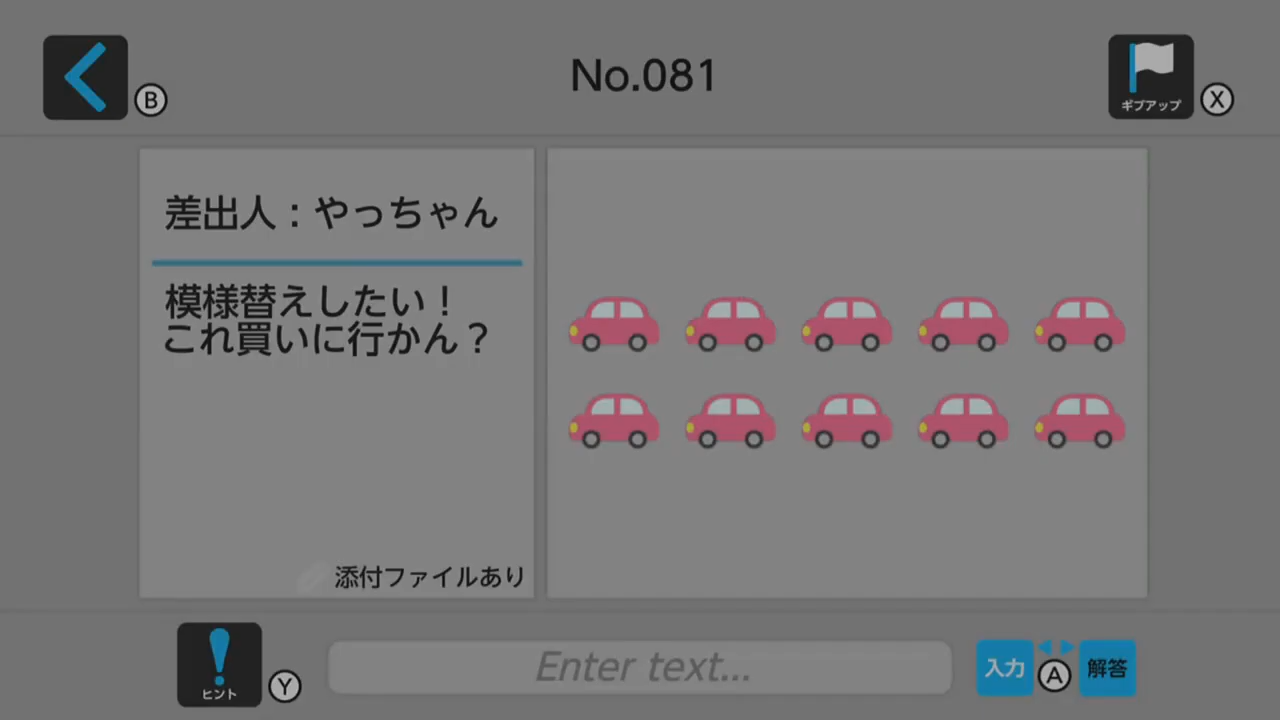 No.081
B
ギブアップ
X
差出人：やっちゃん
模様替えしたい！
これ買いに行かん？
添付ファイルあり
ヒント
Y
Enter text...
入力
A
解答